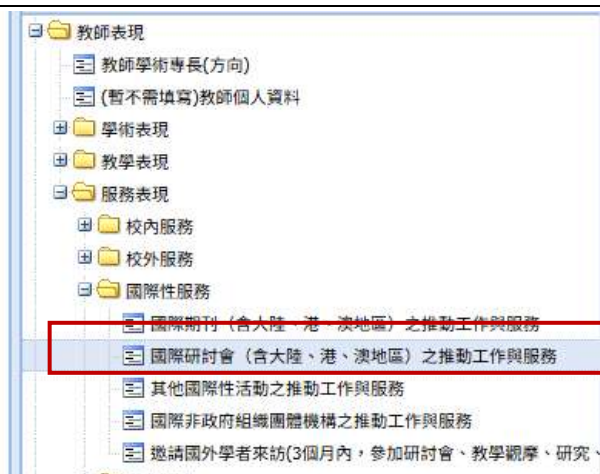 教師表現
教師學術專長(方向)
(暫不需填寫)教師個人資料
學術表現
教學表現
服務表現
校內服務
校外服務
國際性服務
國際期刊（含大陸、港、澳地區）之推動工作與服務
國際研討會（含大陸、港、澳地區）之推動工作與服務
其他國際性活動之推動工作與服務
國際非政府組織團體機構之推動工作與服務
邀請國外學者來訪(3個月內，參加研討會、教學觀摩、研究、